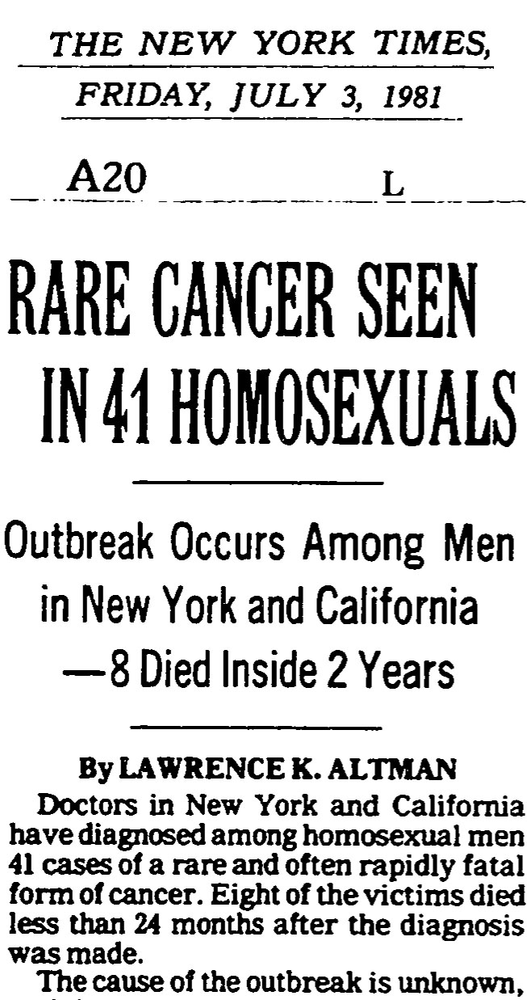 THE NEW YORK TIMES,
FRIDAY, JULY 3, 1981
A20 L
RARE CANCER SEEN
IN 41 HOMOSEXUALS
Outbreak Occurs Among Men
in New York and California
—8 Died Inside 2 Years
By LAWRENCE K. ALTMAN
Doctors in New York and California
have diagnosed among homosexual men
41 cases of a rare and often rapidly fatal
form of cancer. Eight of the victims died
less than 24 months after the diagnosis
was made.
The cause of the outbreak is unknown,